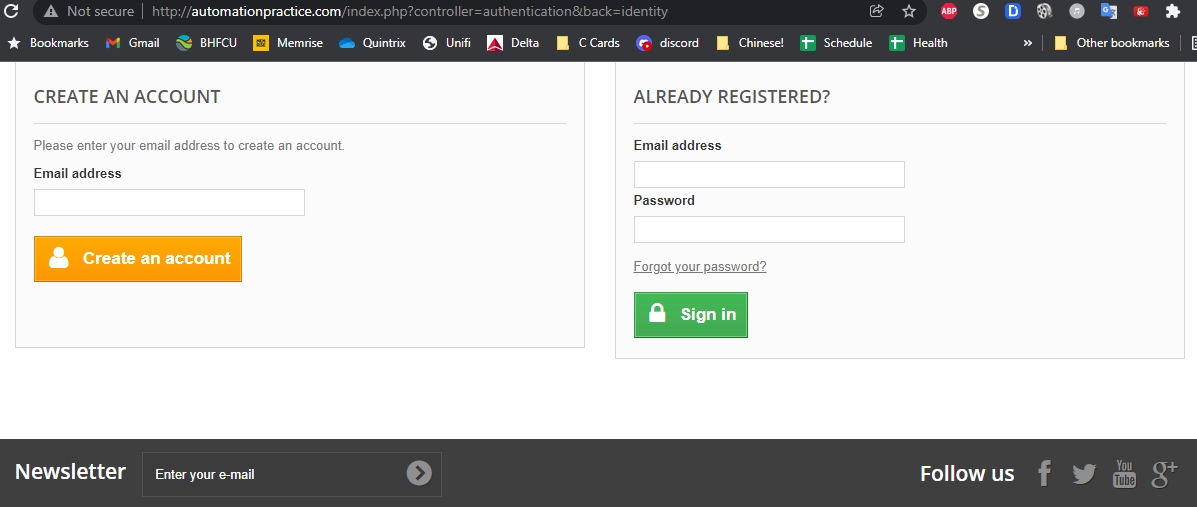 Not secure | http://automationpractice.com/index.php?controller=authentication&back=identity
ABP S D
Bookmarks Gmail BHFCU Memrise Quintrix Unifi Delta C Cards discord Chinese! Schedule Health » Other bookmarks
CREATE AN ACCOUNT
Please enter your email address to create an account.
Email address
Create an account
ALREADY REGISTERED?
Email address
Password
Forgot your password?
Sign in
Newsletter
Enter your e-mail
Follow us
f You Tube g+